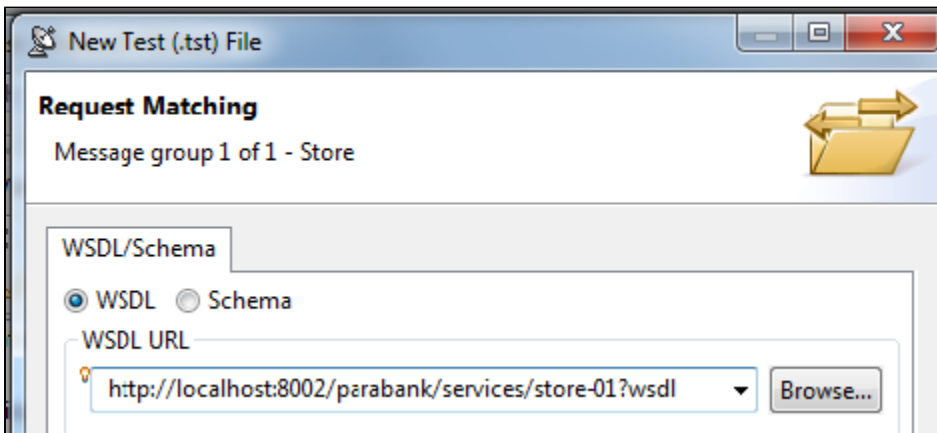 New Test (.tst) File
Request Matching
Message group 1 of 1 - Store
WSDL/Schema
WSDL Schema
WSDL URL
http://localhost:8002/parabank/services/store-01?wsdl Browse...